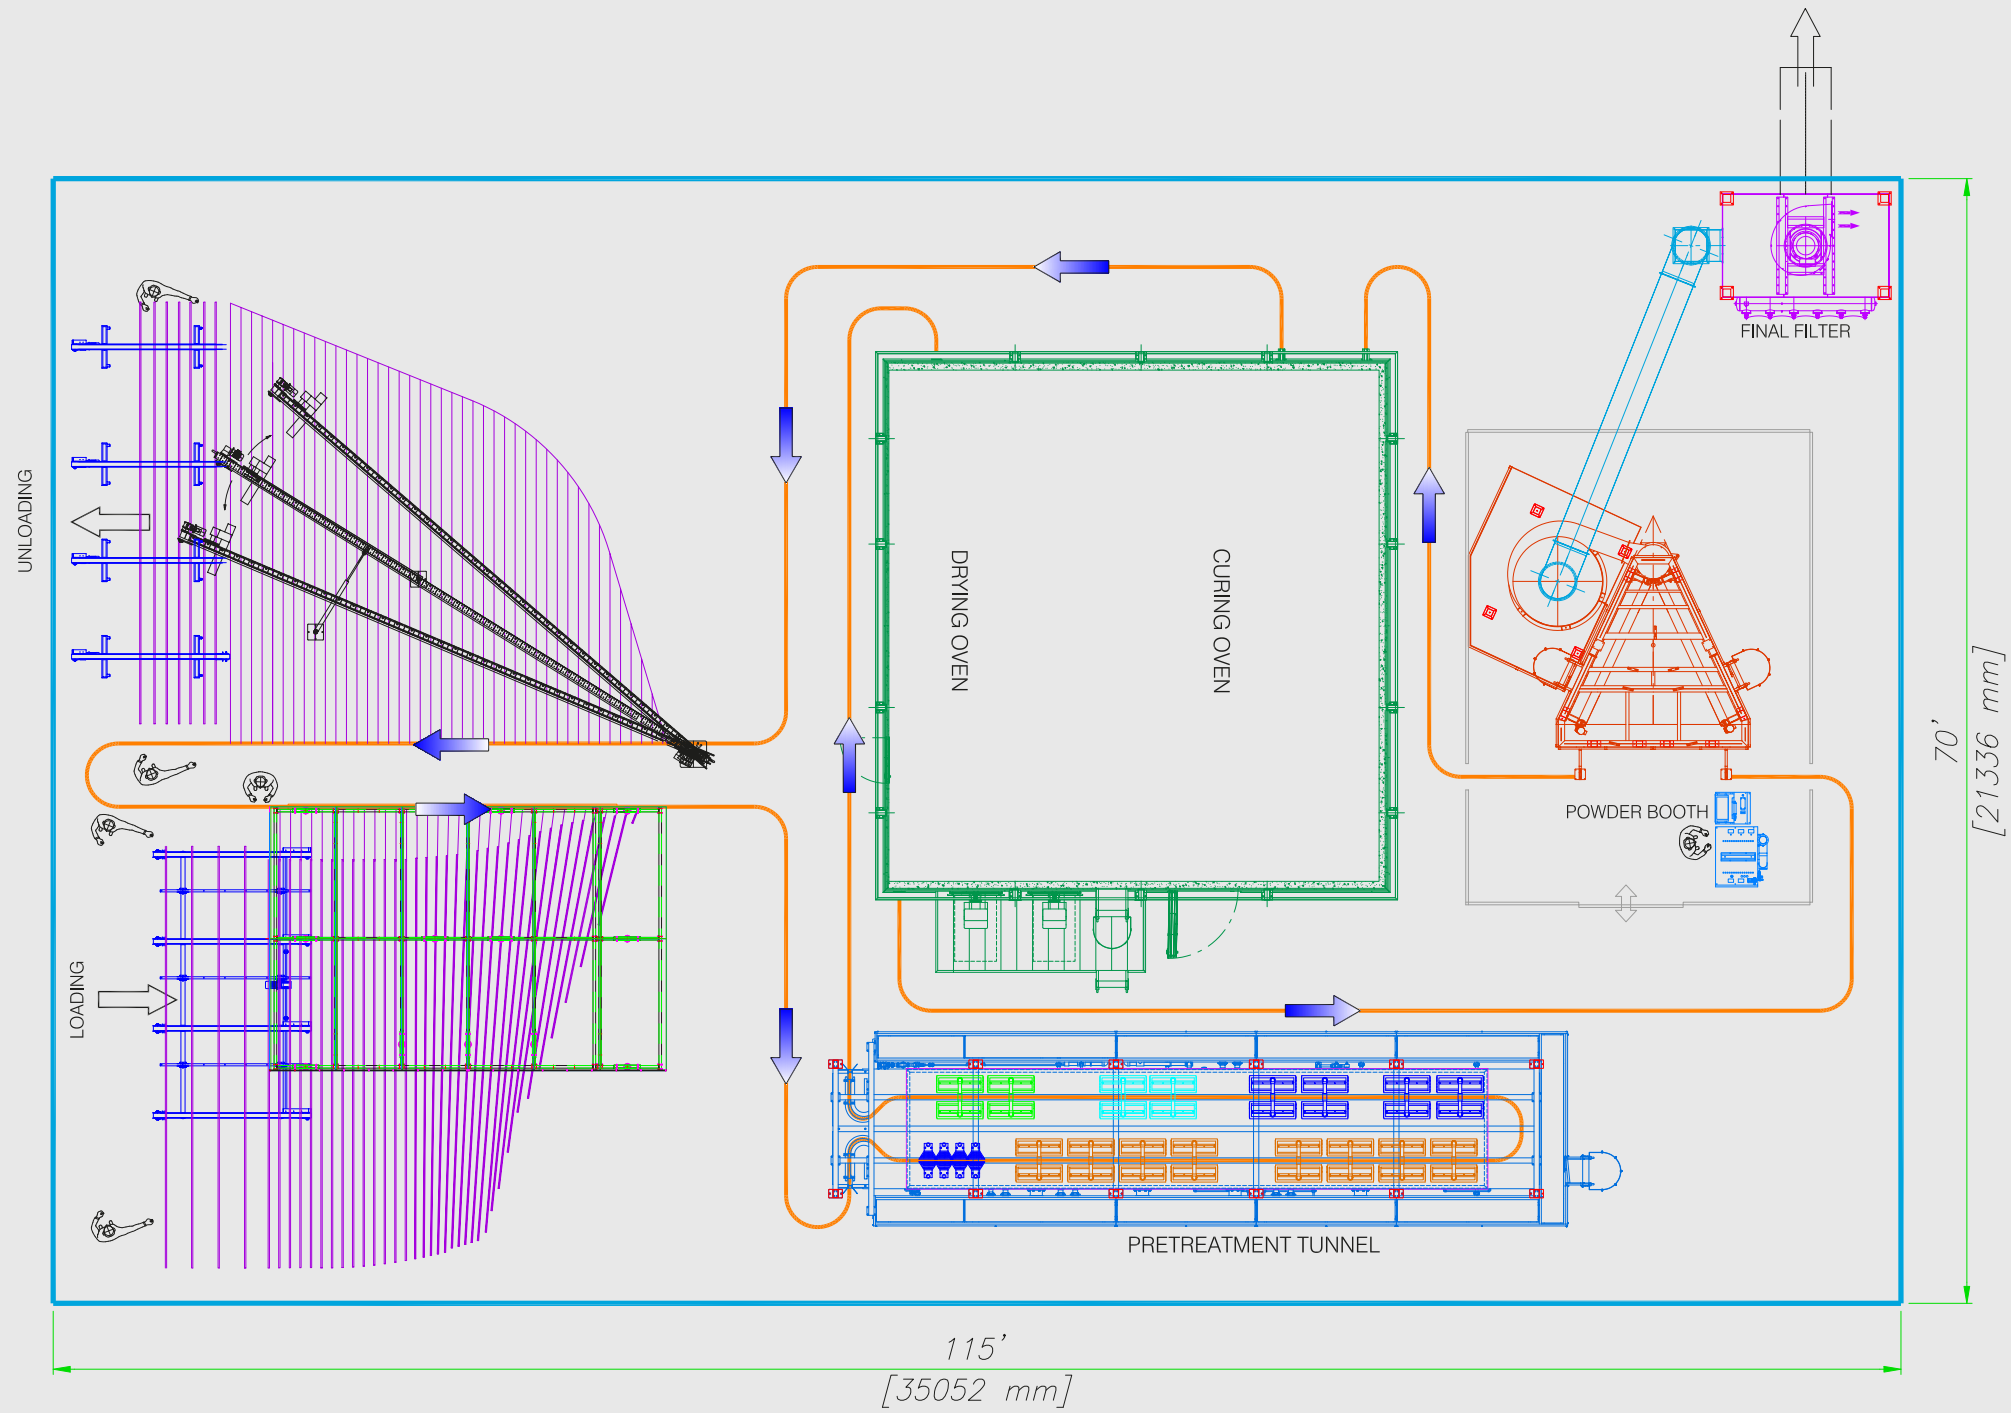 FINAL FILTER
UNLOADING
DRYING OVEN
CURING OVEN
70'
[21336 mm]
POWDER BOOTH
LOADING
PRETREATMENT TUNNEL
115'
[35052 mm]